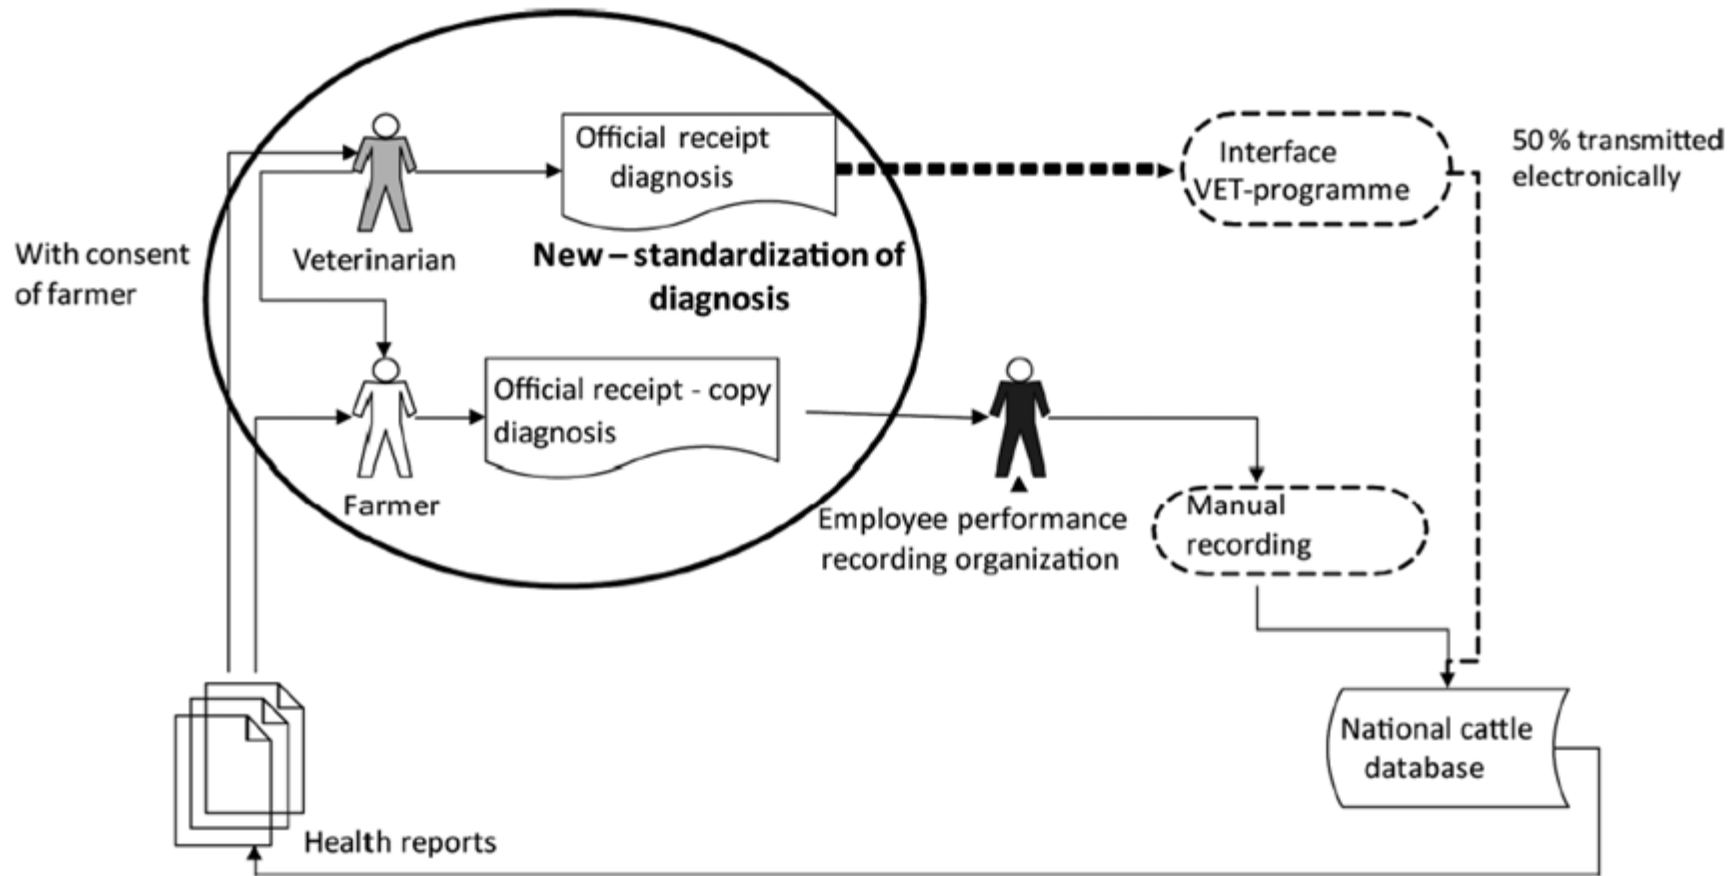 Official receipt
diagnosis
Interface
VET-programme
50 % transmitted
electronically
With consent
of farmer
Veterinarian
New – standardization of
diagnosis
Official receipt - copy
diagnosis
Farmer
Employee performance
recording organization
Manual
recording
National cattle
database
Health reports